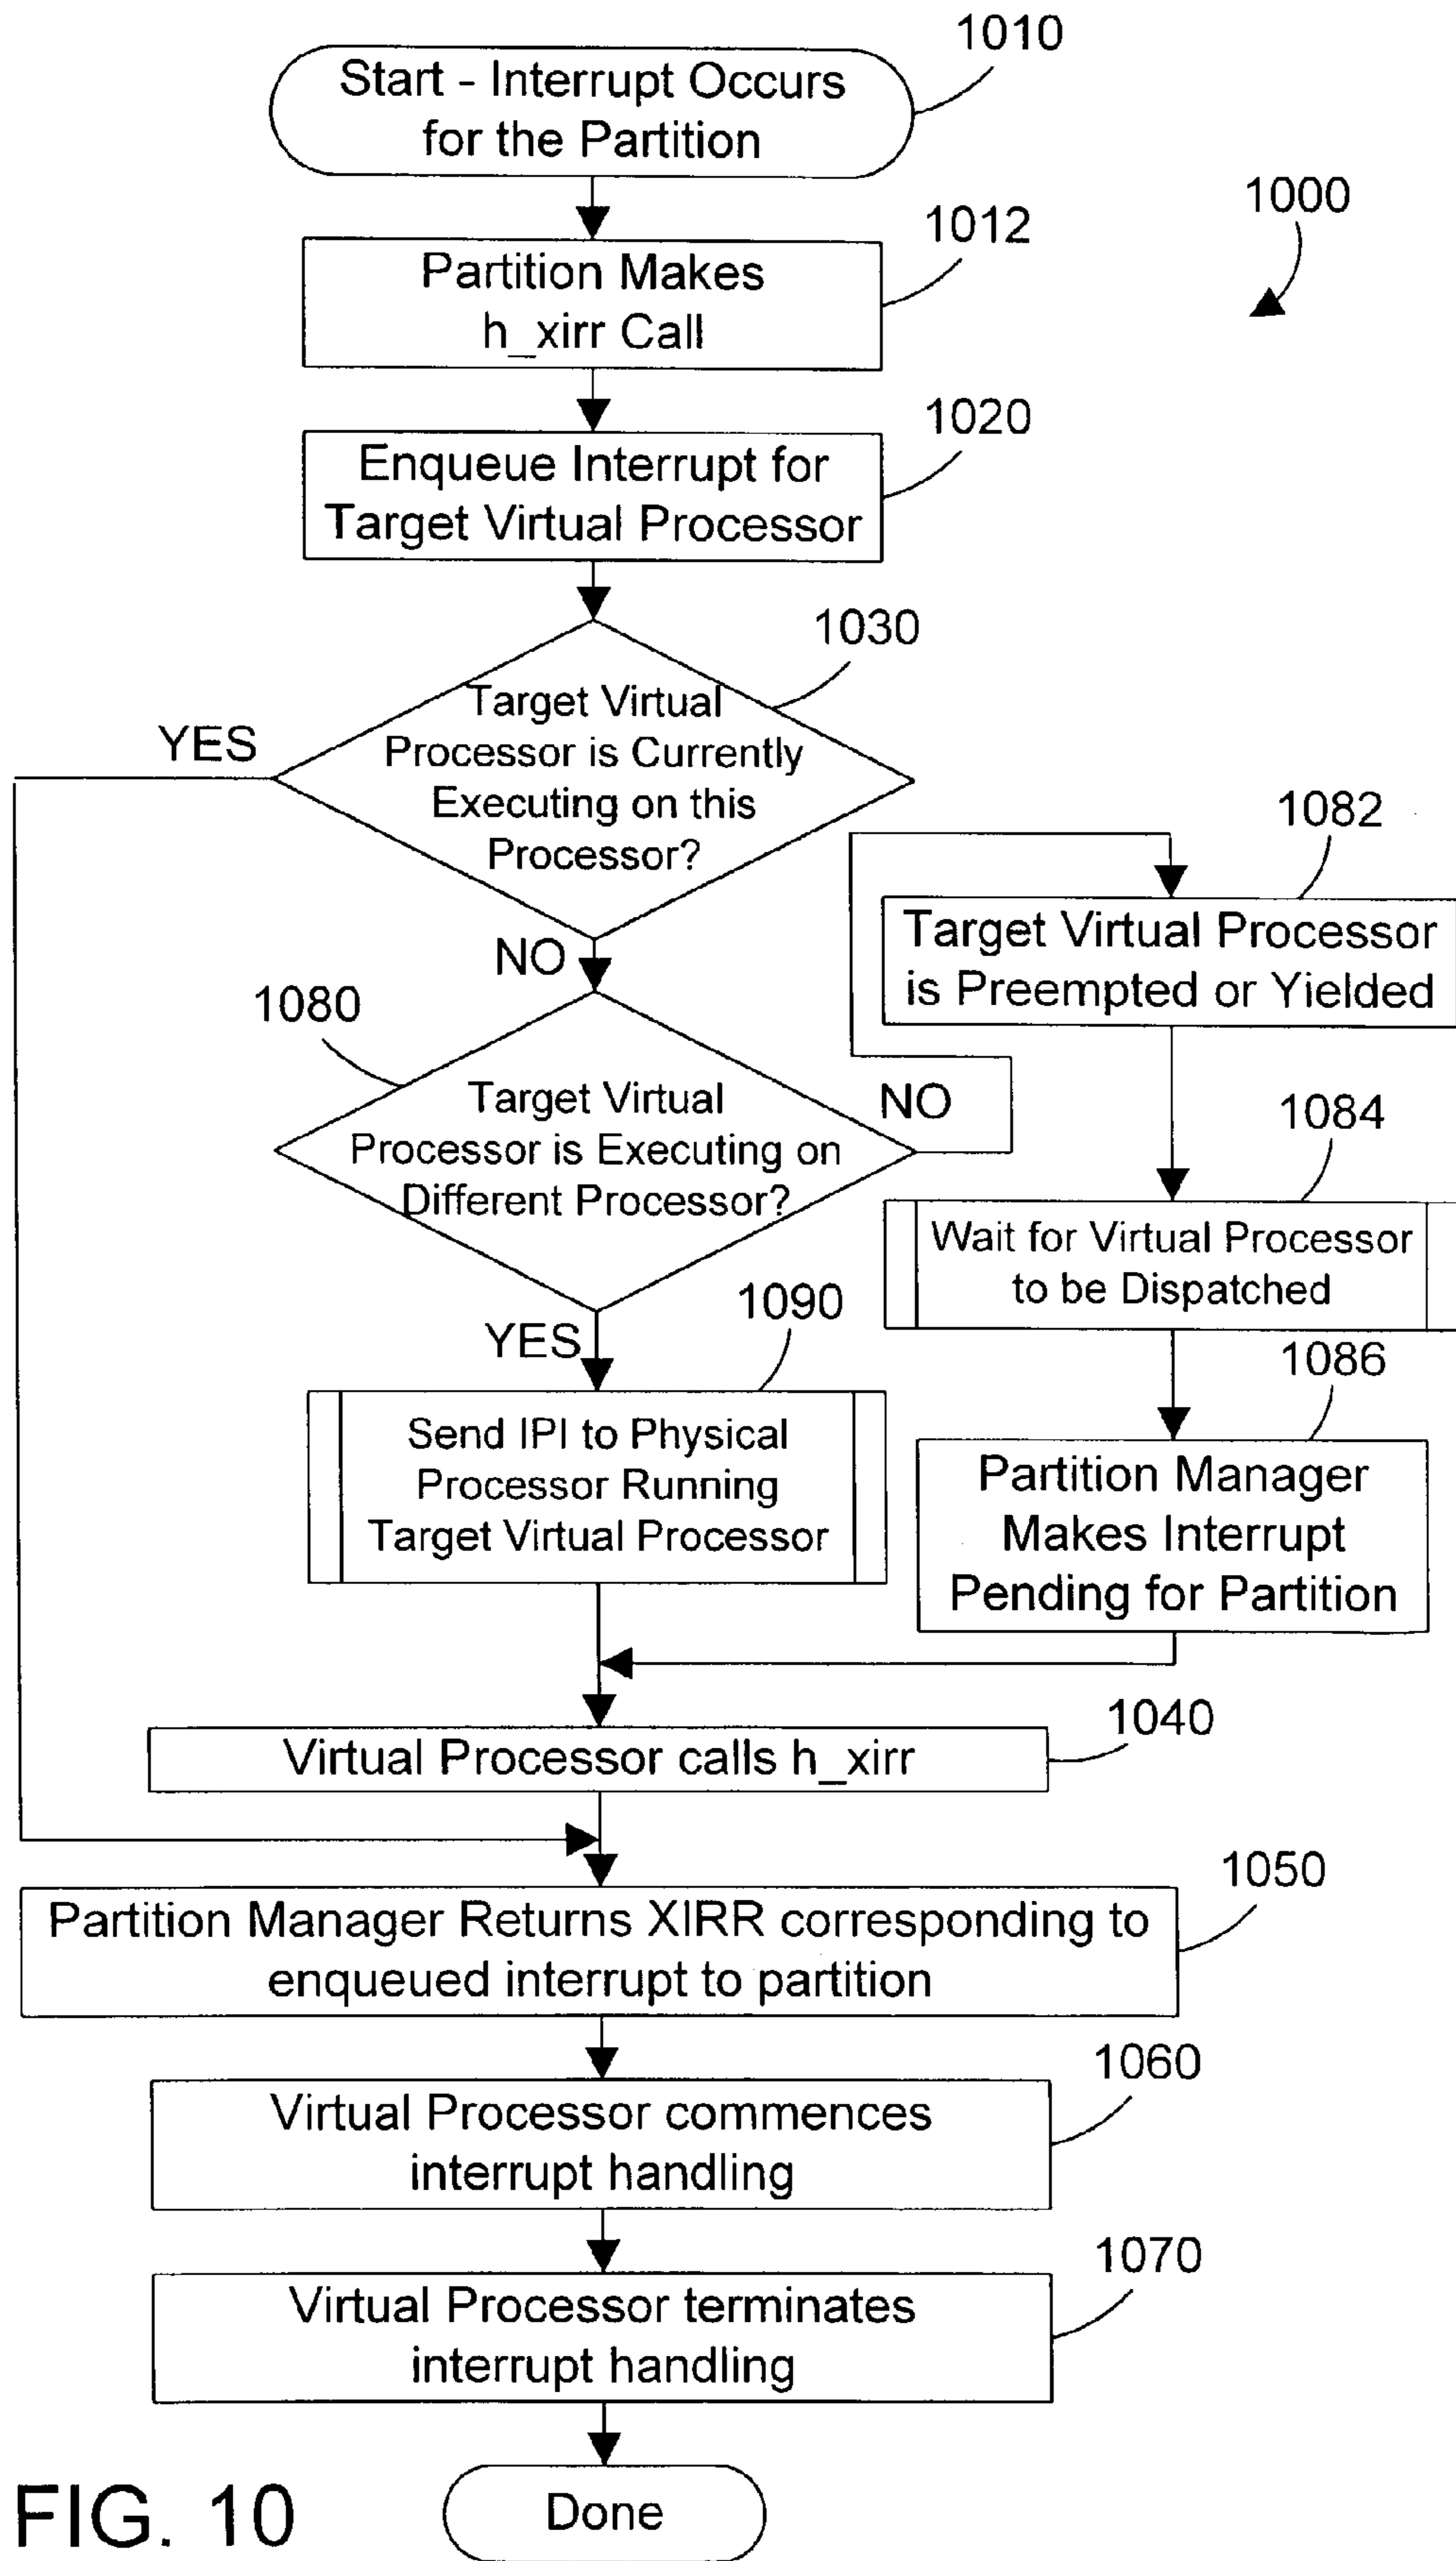 1010
Start - Interrupt Occurs
for the Partition
1000
1012
Partition Makes
h_xirr Call
1020
Enqueue Interrupt for
Target Virtual Processor
1030
Target Virtual
Processor is Currently
Executing on this
Processor?
YES
NO
1082
Target Virtual Processor
is Preempted or Yielded
1080
Target Virtual
Processor is Executing on
Different Processor?
NO
YES
1084
Wait for Virtual Processor
to be Dispatched
1090
Send IPI to Physical
Processor Running
Target Virtual Processor
1086
Partition Manager
Makes Interrupt
Pending for Partition
1040
Virtual Processor calls h_xirr
1050
Partition Manager Returns XIRR corresponding to
enqueued interrupt to partition
1060
Virtual Processor commences
interrupt handling
1070
Virtual Processor terminates
interrupt handling
Done
FIG. 10